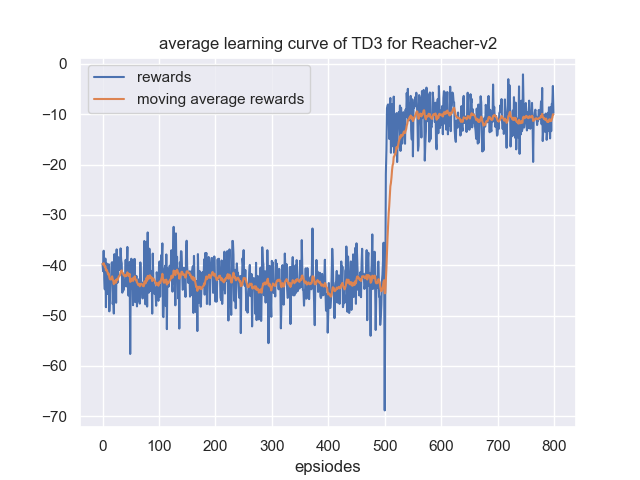 average learning curve of TD3 for Reacher-v2
rewards
moving average rewards
0
−10
−20
−30
−40
−50
−60
−70
0 100 200 300 400 500 600 700 800
epsiodes